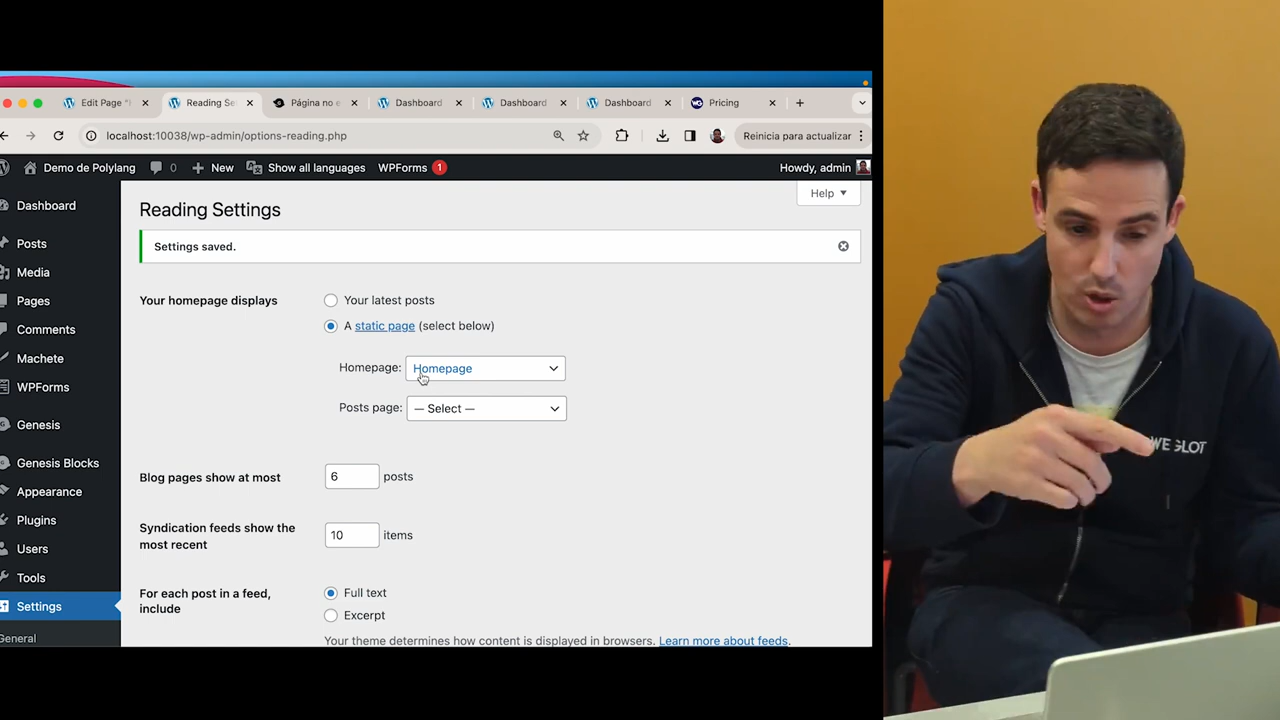 Edit Page "
Reading Se
Página no e
Dashboard
Dashboard
Dashboard
Pricing
localhost:10038/wp-admin/options-reading.php
Reinicia para actualizar
Demo de Polylang
0
New
Show all languages
WPForms 1
Howdy, admin
Dashboard
Posts
Media
Pages
Comments
Machete
WPForms
Genesis
Genesis Blocks
Appearance
Plugins
Users
Tools
Settings
General
Help
Reading Settings
Settings saved.
Your homepage displays
Your latest posts
A static page (select below)
Homepage: Homepage
Posts page: — Select —
Blog pages show at most 6 posts
Syndication feeds show the
most recent
10 items
For each post in a feed,
include
Full text
Excerpt
Your theme determines how content is displayed in browsers. Learn more about feeds.
WEGLOT